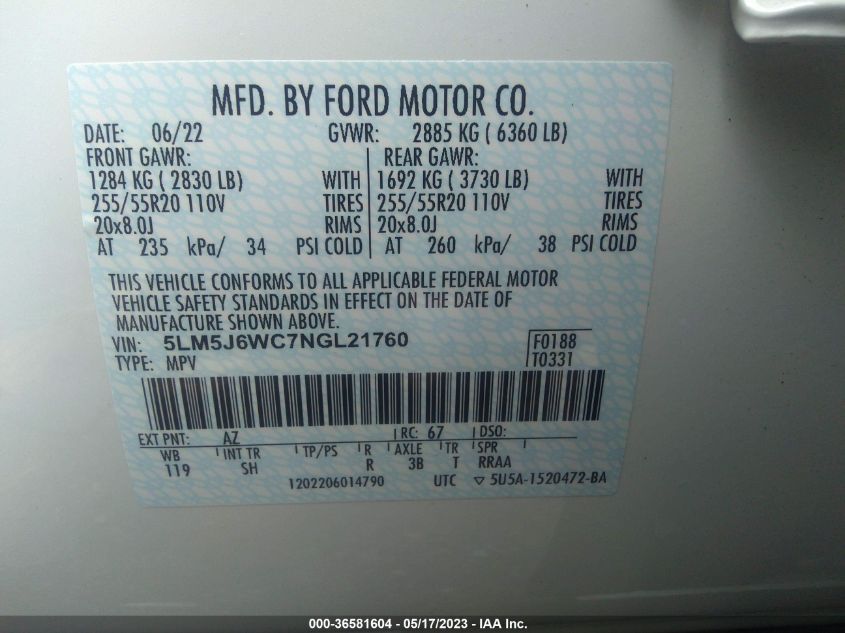 MFD. BY FORD MOTOR CO.
DATE: 06/22 GVWR: 2885 KG ( 6360 LB)
FRONT GAWR: REAR GAWR:
1284 KG ( 2830 LB) WITH 1692 KG ( 3730 LB) WITH
255/55R20 110V TIRES 255/55R20 110V TIRES
20x8.0J RIMS 20x8.0J RIMS
AT 235 kPa/ 34 PSI COLD AT 260 kPa/ 38 PSI COLD
THIS VEHICLE CONFORMS TO ALL APPLICABLE FEDERAL MOTOR
VEHICLE SAFETY STANDARDS IN EFFECT ON THE DATE OF
MANUFACTURE SHOWN ABOVE.
VIN: 5LM5J6WC7NGL21760 F0188
TYPE: MPV T0331
EXT PNT: AZ RC: 67 DSO:
WB INT TR TP/PS R AXLE TR SPR
119 SH R 3B T RRAA
1202206014790 UTC ▽ 5U5A-1520472-BA
000-36581604 - 05/17/2023 - IAA Inc.